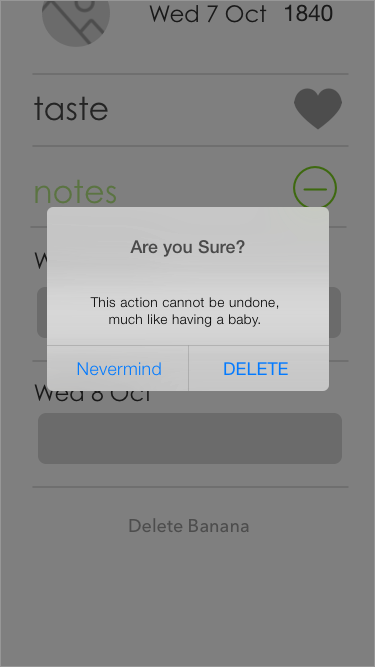 Wed 7 Oct 1840
taste
notes
Are you Sure?
This action cannot be undone,
much like having a baby.
Nevermind DELETE
Wed 8 Oct
Delete Banana